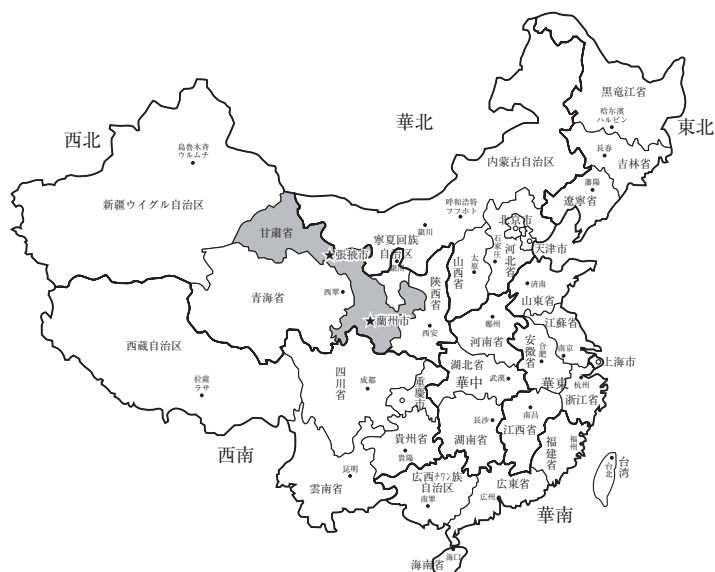 黒竜江省
哈尔濱
ハルビン
東北
華北
西北
長春
吉林省
烏魯木斉
ウルムチ
内蒙古自治区
瀋陽
遼寧省
新疆ウイグル自治区
呼和浩特
フフホト
北京市
甘粛省
銀川
寧夏回族
自治区
銀川
★張掖市
天津市
石家庄
河北省
太原
山西省
青海省
西翠
陝西省
済南
山東省
★蘭州市
西安
鄭州
河南省
江蘇省
西蔵自治区
安徽省
合肥
南京
上海市
四川省
成都
重慶市
湖北省
武漢
華中
華東
杭州
浙江省
拉薩
ラサ
長沙
南昌
湖南省
江西省
福建省
福州
西南
貴州省
貴陽
昆明
雲南省
広西チワン族
自治区
南翠
広東省
広州
台北
台湾
華南
海口
海南省